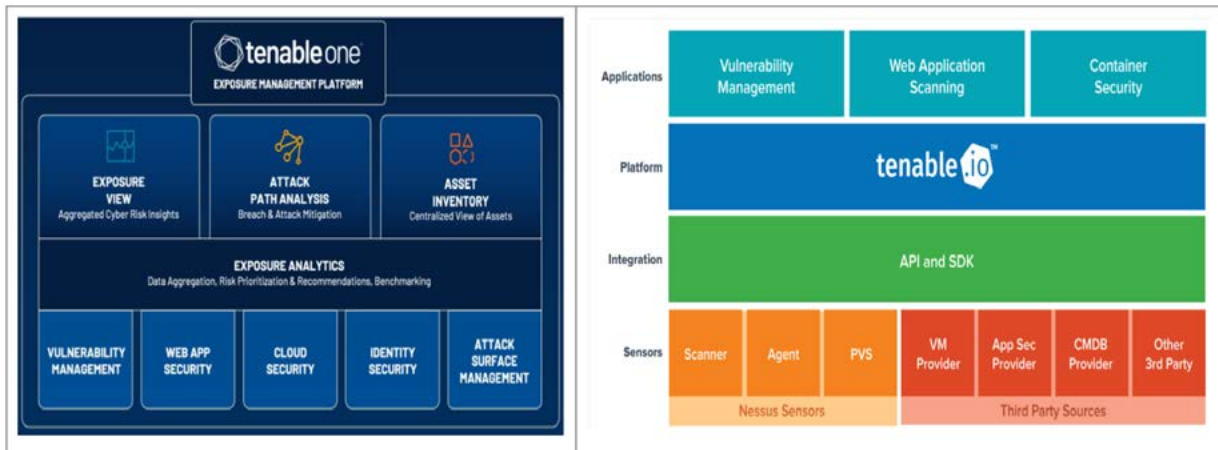 tenable one
EXPOSURE MANAGEMENT PLATFORM
EXPOSURE
VIEW
Aggregated Cyber Risk Insights
ATTACK
PATH ANALYSIS
Breach & Attack Mitigation
ASSET
INVENTORY
Centralized View of Assets
EXPOSURE ANALYTICS
Data Aggregation, Risk Prioritization & Recommendations, Benchmarking
VULNERABILITY
MANAGEMENT
WEB APP
SECURITY
CLOUD
SECURITY
IDENTITY
SECURITY
ATTACK
SURFACE
MANAGEMENT
Applications
Vulnerability
Management
Web Application
Scanning
Container
Security
Platform
tenable.io™
Integration
API and SDK
Sensors
Scanner
Agent
PVS
VM
Provider
App Sec
Provider
CMDB
Provider
Other
3rd Party
Nessus Sensors
Third Party Sources